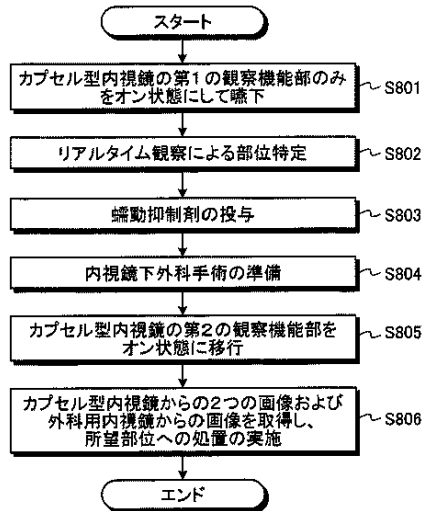 スタート
カプセル型内視鏡の第1の観察機能部のみ
をオン状態にして嚥下
S801
リアルタイム観察による部位特定
S802
蠕動抑制剤の投与
S803
内視鏡下外科手術の準備
S804
カプセル型内視鏡の第2の観察機能部を
オン状態に移行
S805
カプセル型内視鏡からの2つの画像および
外科用内視鏡からの画像を取得し、
所望部位への処置の実施
S806
エンド